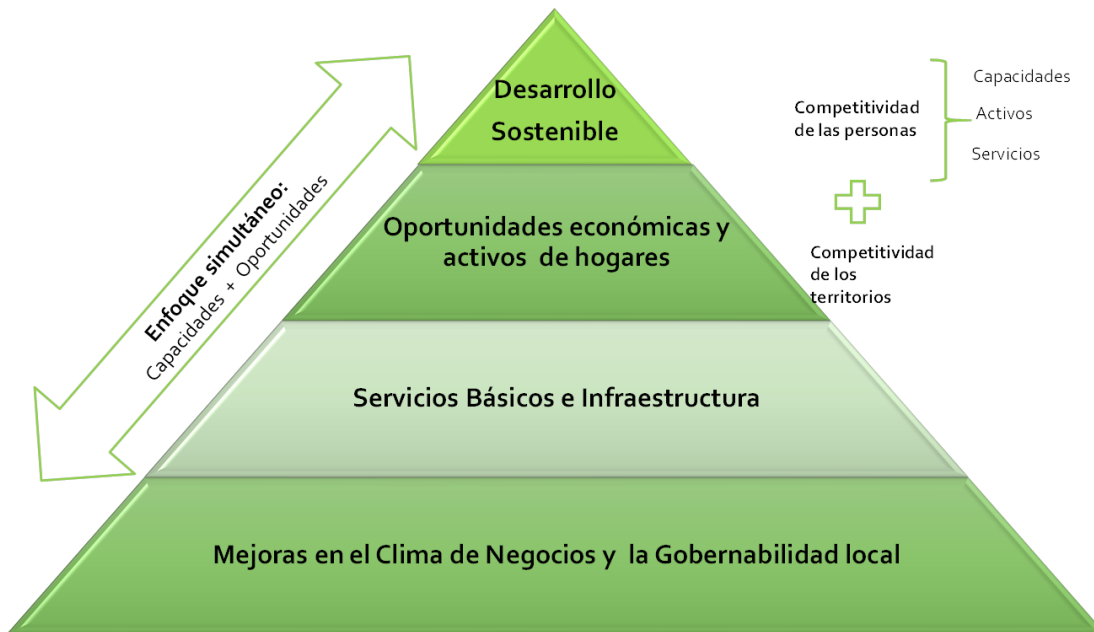 Desarrollo
Sostenible
Oportunidades económicas y
activos de hogares
Servicios Básicos e Infraestructura
Mejoras en el Clima de Negocios y la Gobernabilidad local
Enfoque simultáneo:
Capacidades + Oportunidades
Competitividad
de las personas
Capacidades
Activos
Servicios
Competitividad
de los
territorios